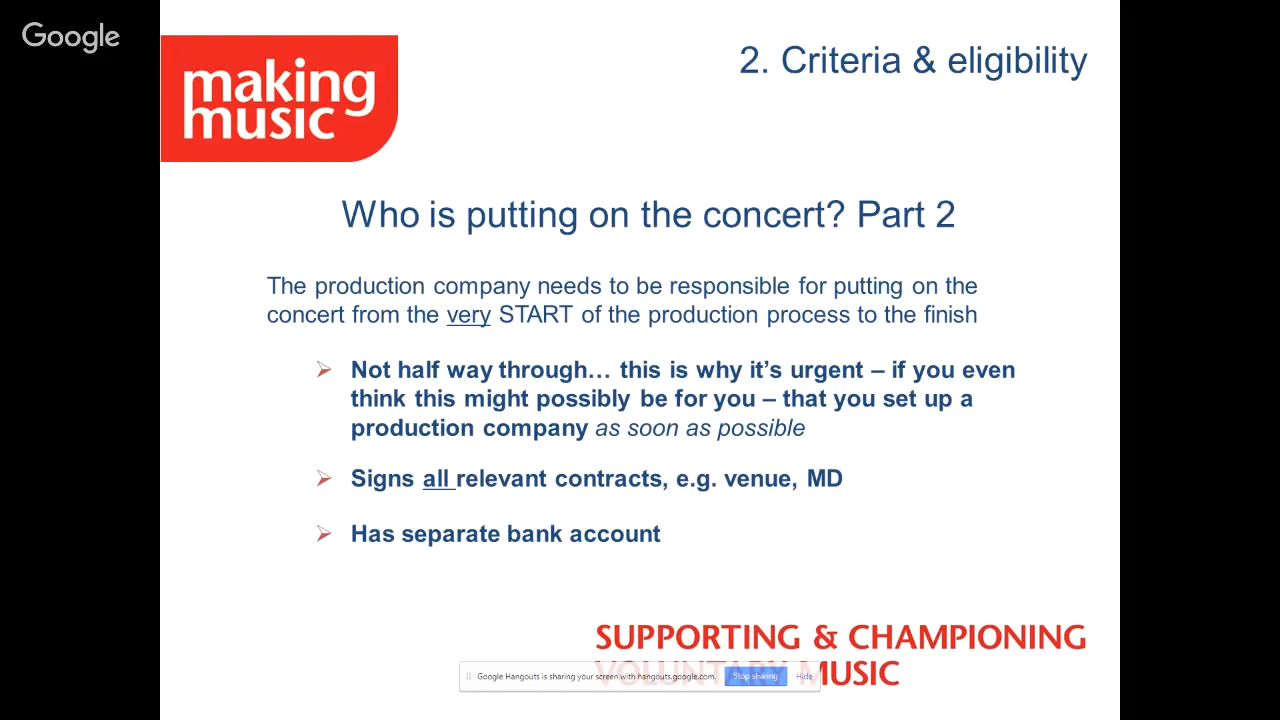 Google
making
music
2. Criteria & eligibility
Who is putting on the concert? Part 2
The production company needs to be responsible for putting on the
concert from the very START of the production process to the finish
Not half way through… this is why it's urgent – if you even
think this might possibly be for you – that you set up a
production company as soon as possible
Signs all relevant contracts, e.g. venue, MD
Has separate bank account
SUPPORTING & CHAMPIONING
VOLUNTARY MUSIC
Google Hangouts is sharing your screen with hangouts.google.com.
Stop sharing
Hide